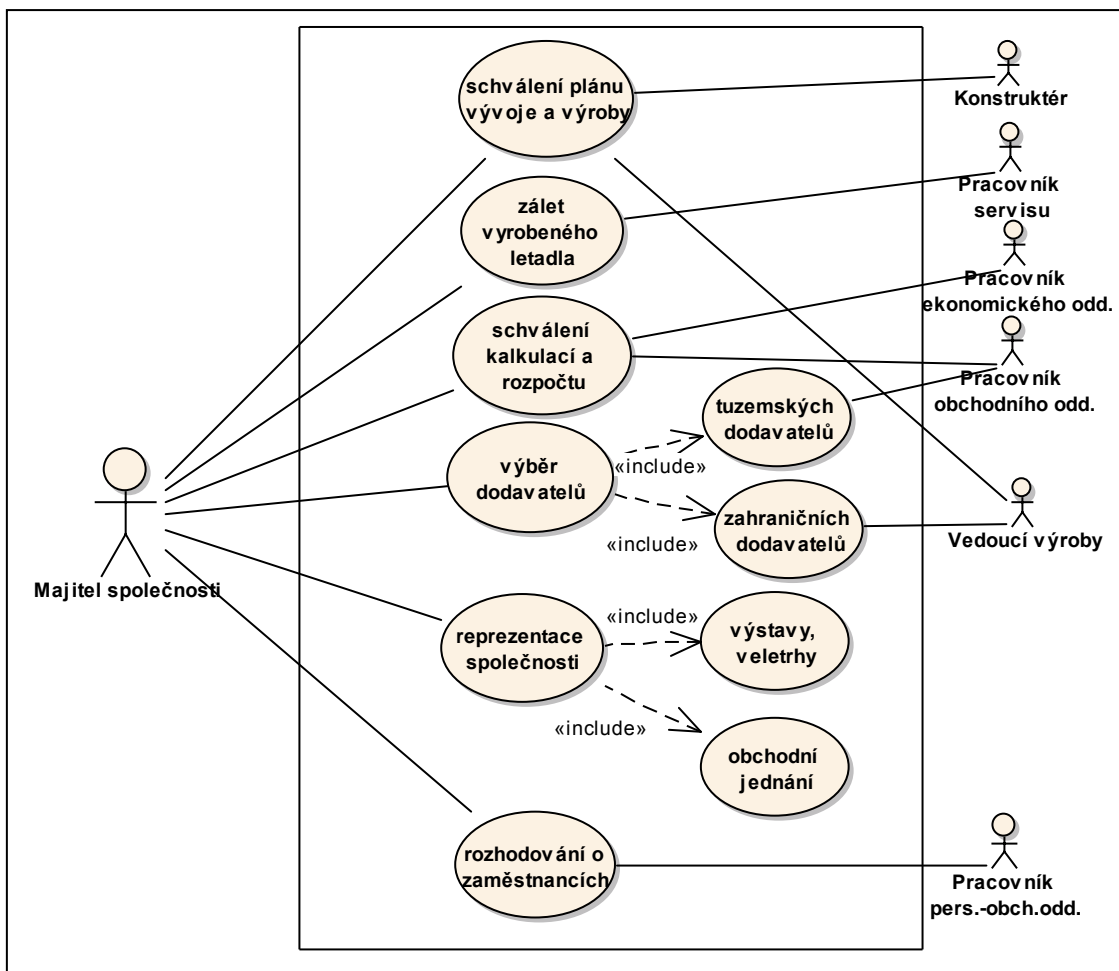 schválení plánu
vývoje a výroby
Konstruktér
zálet
vyrobeného
letadla
Pracovník
servisu
schválení
kalkulací a
rozpočtu
Pracovník
ekonomického odd.
Pracovník
obchodního odd.
tuzemských
dodavatelů
«include»
výběr
dodavatelů
zahraničních
dodavatelů
«include»
Vedoucí výroby
Majitel společnosti
«include»
výstavy,
veletrhy
reprezentace
společnosti
«include»
obchodní
jednání
rozhodování o
zaměstnancích
Pracovník
pers.-obch.odd.